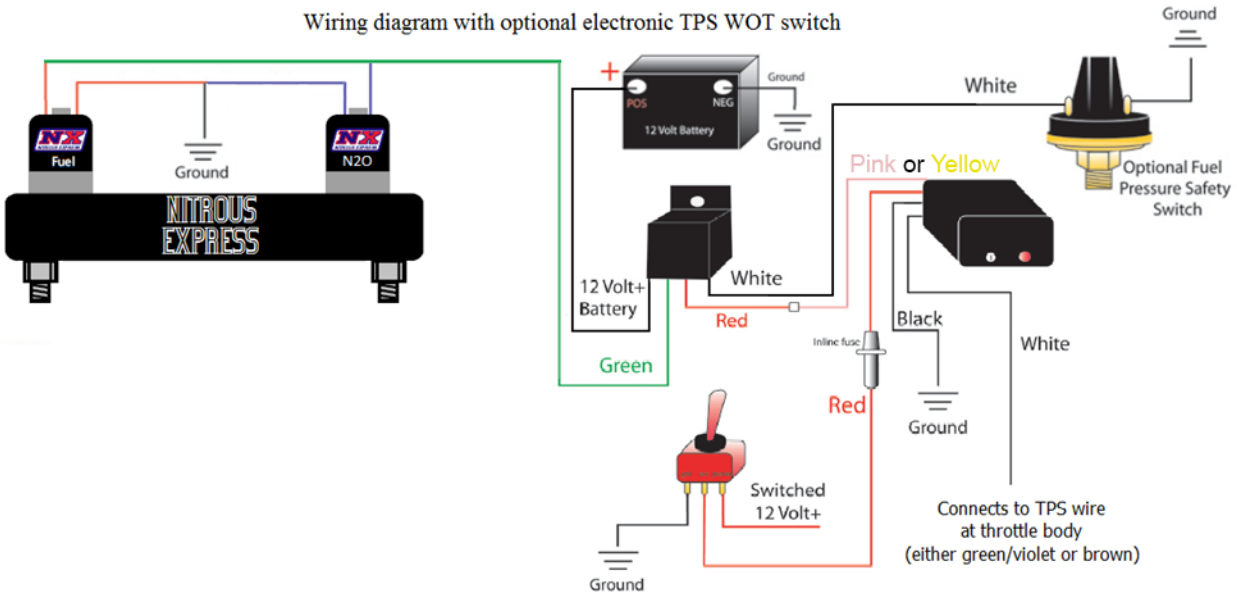 Wiring diagram with optional electronic TPS WOT switch
Ground
+
POS
NEG
12 Volt Battery
Ground
Ground
White
NX
Fuel
NX
N2O
Ground
NITROUS
EXPRESS
Pink or Yellow
Optional Fuel
Pressure Safety
Switch
12 Volt+
Battery
White
Red
Green
Inline fuse
Black
White
Red
Ground
Switched
12 Volt+
Ground
Connects to TPS wire
at throttle body
(either green/violet or brown)